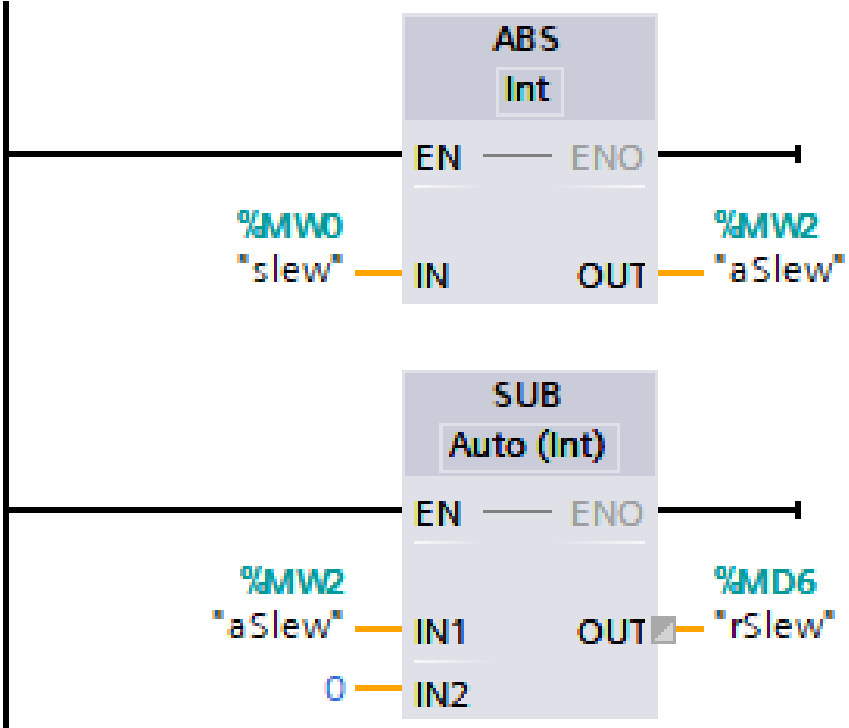 ABS
Int
EN ENO
%MW0 %MW2
"slew" IN OUT "aSlew"
SUB
Auto (Int)
EN ENO
%MW2 %MD6
"aSlew" IN1 OUT "rSlew"
0 IN2